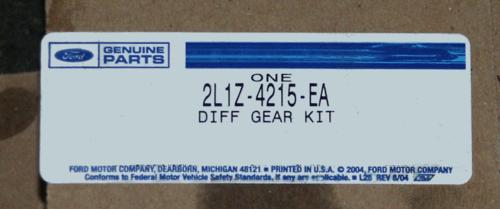 Ford
GENUINE
PARTS
ONE
2L1Z-4215-EA
DIFF GEAR KIT
FORD MOTOR COMPANY, DEARBORN, MICHIGAN 48121 ■ PRINTED IN U.S.A. © 2004, FORD MOTOR COMPANY
Conforms to Federal Motor Vehicle Safety Standards, if any are applicable. ■ L25 REV 6/04